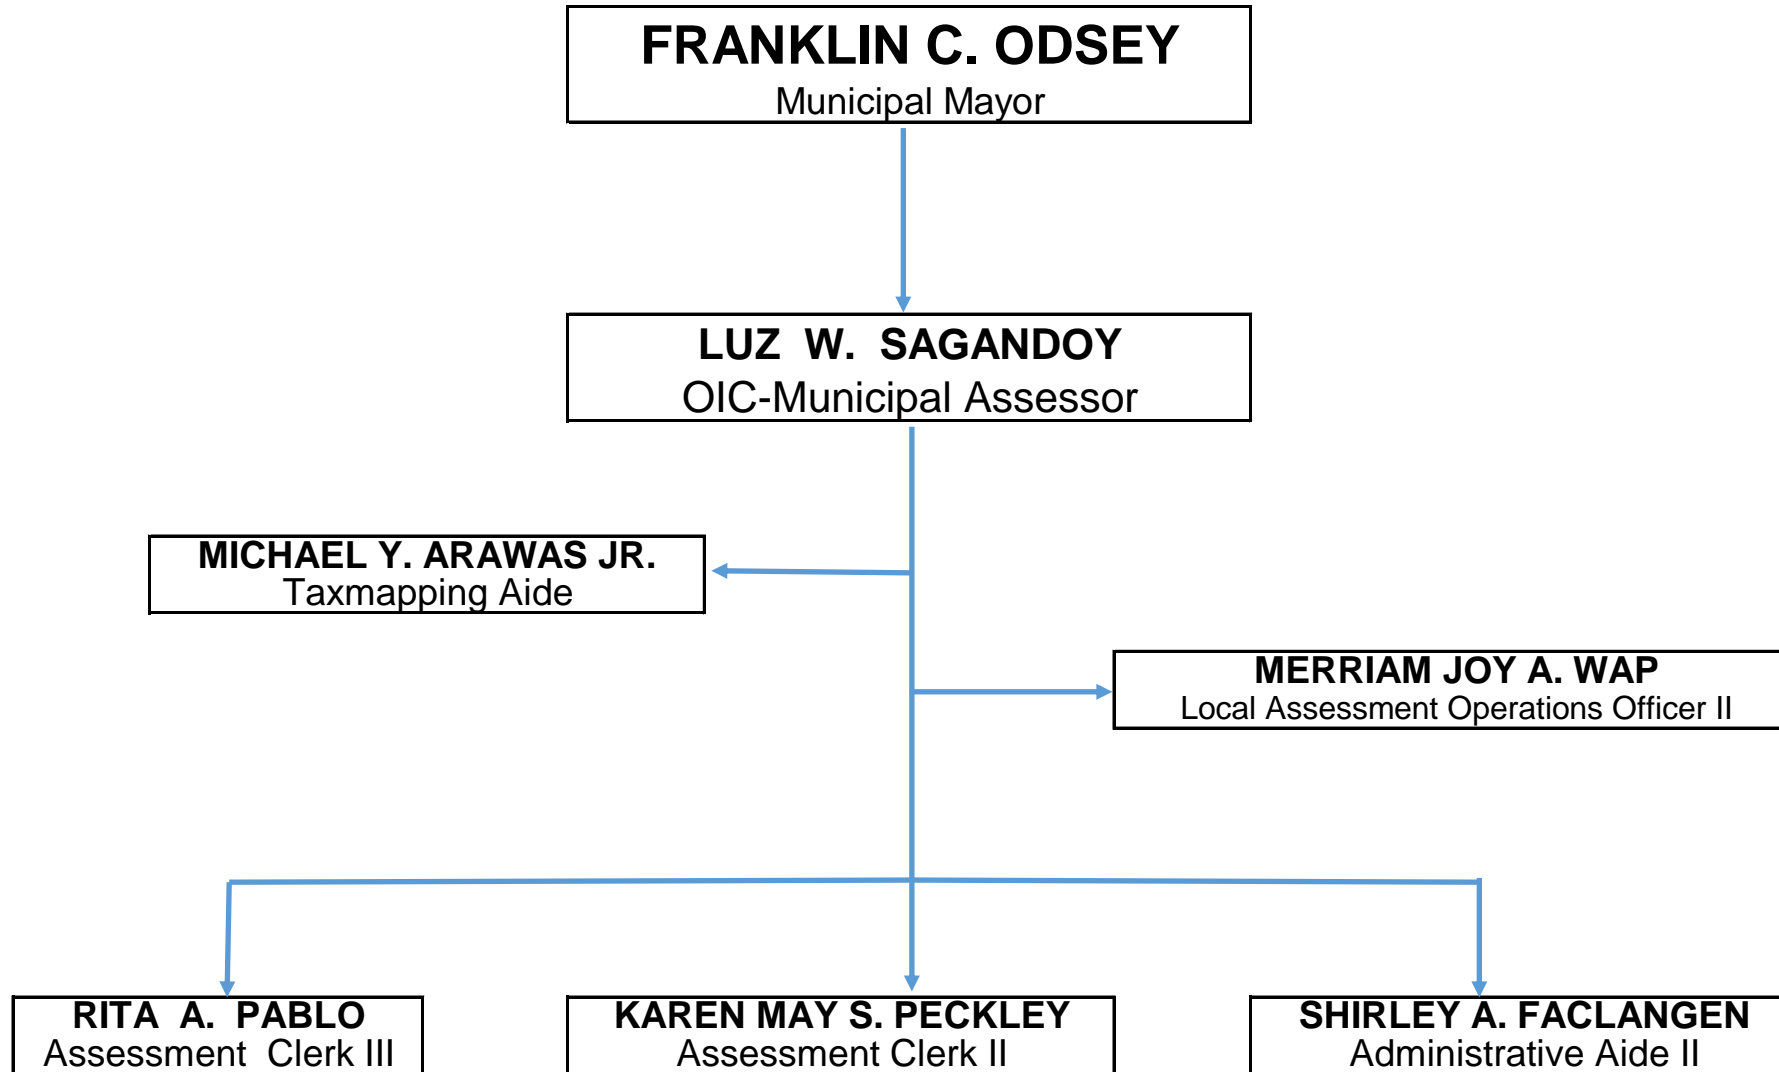 FRANKLIN C. ODSEY
Municipal Mayor
LUZ W. SAGANDOY
OIC-Municipal Assessor
MICHAEL Y. ARAWAS JR.
Taxmapping Aide
MERRIAM JOY A. WAP
Local Assessment Operations Officer II
RITA A. PABLO
Assessment Clerk III
KAREN MAY S. PECKLEY
Assessment Clerk II
SHIRLEY A. FACLANGEN
Administrative Aide II